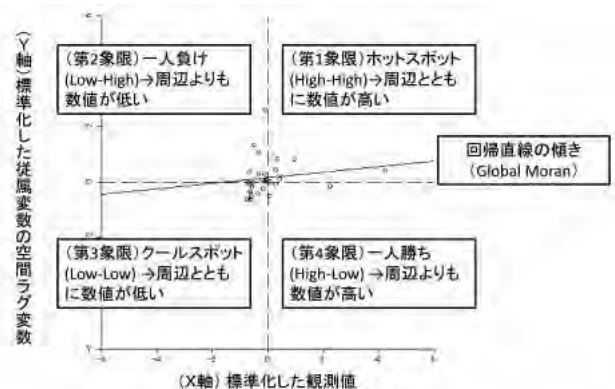 (Y軸)標準化した従属変数の空間ラグ変数
(第2象限)一人負け
(Low-High)→周辺よりも
数値が低い
(第1象限)ホットスポット
(High-High)→周辺ととも
に数値が高い
回帰直線の傾き
(Global Moran)
(第3象限)クールスポット
(Low-Low) →周辺ととも
に数値が低い
(第4象限)一人勝ち
(High-Low) →周辺よりも
数値が高い
(X軸) 標準化した観測値